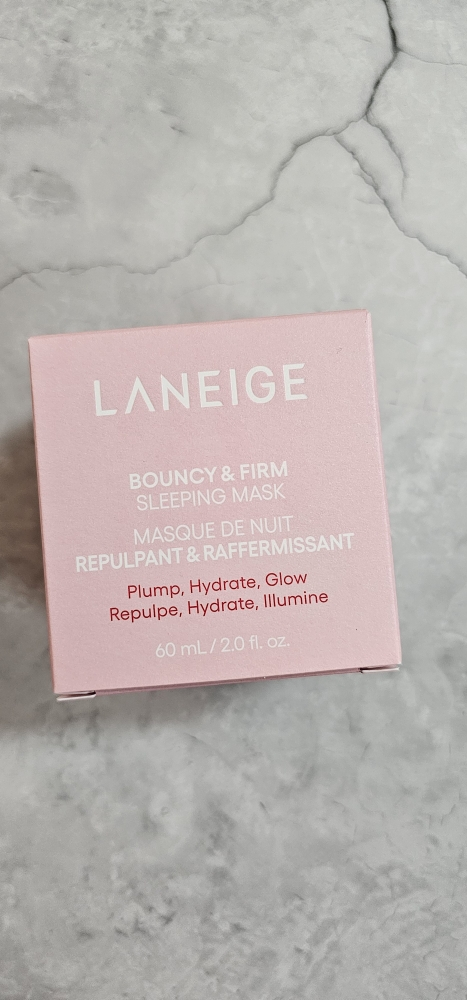 LANEIGE
BOUNCY & FIRM
SLEEPING MASK
MASQUE DE NUIT
REPULPANT & RAFFERMISSANT
Plump, Hydrate, Glow
Repulpe, Hydrate, Illumine
60 mL / 2.0 fl. oz.